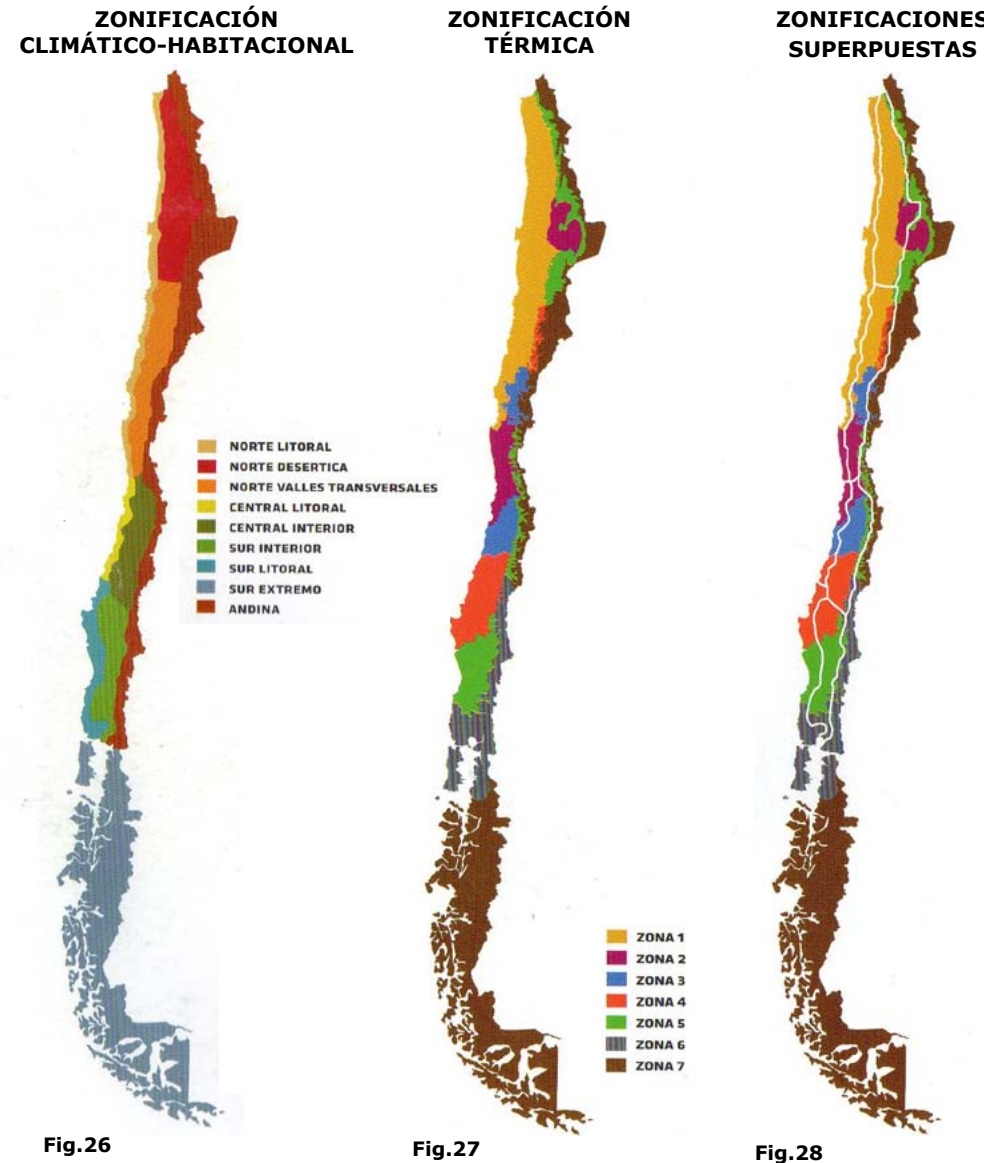 ZONIFICACIÓN
CLIMÁTICO-HABITACIONAL
ZONIFICACIÓN
TÉRMICA
ZONIFICACIONES
SUPERPUESTAS
NORTE LITORAL
NORTE DESERTICA
NORTE VALLES TRANSVERSALES
CENTRAL LITORAL
CENTRAL INTERIOR
SUR INTERIOR
SUR LITORAL
SUR EXTREMO
ANDINA
ZONA 1
ZONA 2
ZONA 3
ZONA 4
ZONA 5
ZONA 6
ZONA 7
Fig.26
Fig.27
Fig.28